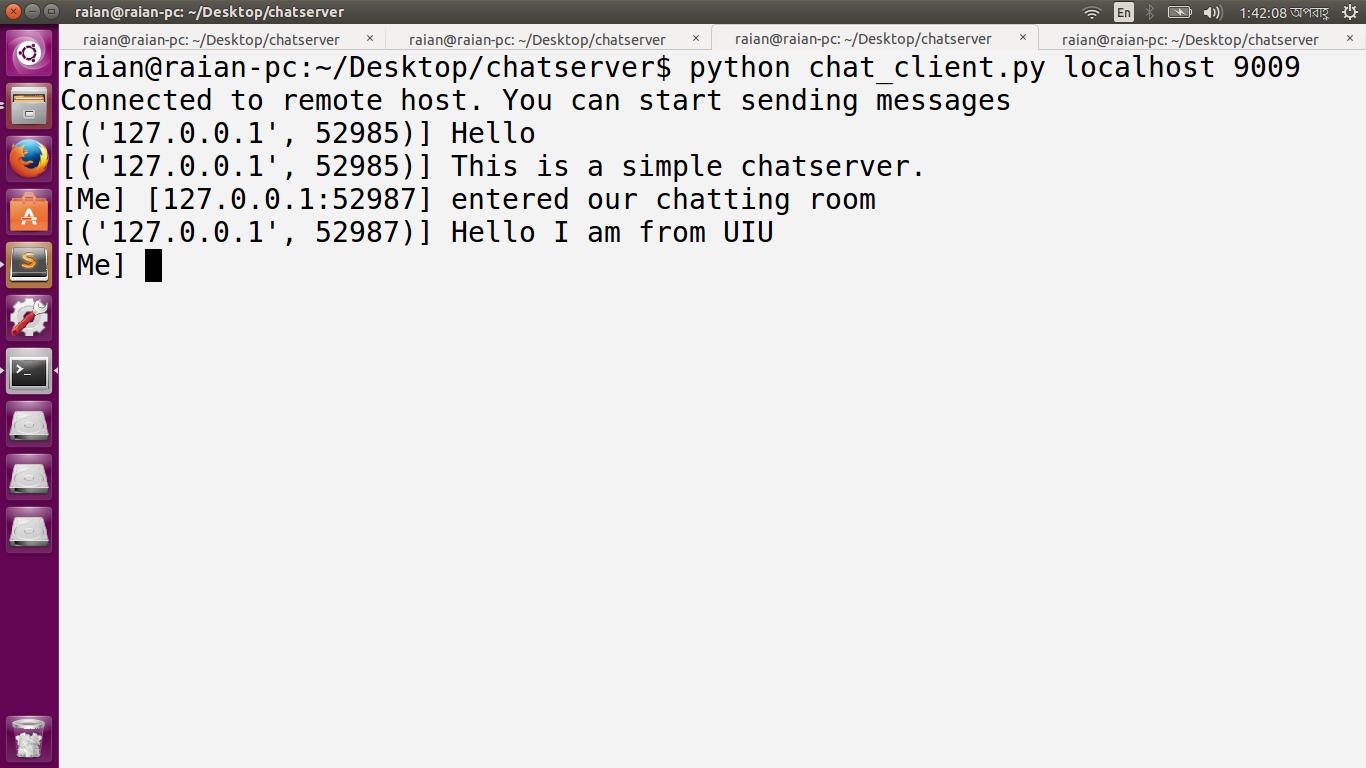 raian@raian-pc: ~/Desktop/chatserver
En
1:42:08 অপরাহ্ণ
raian@raian-pc: ~/Desktop/chatserver ×
raian@raian-pc: ~/Desktop/chatserver ×
raian@raian-pc: ~/Desktop/chatserver ×
raian@raian-pc: ~/Desktop/chatserver ×
raian@raian-pc:~/Desktop/chatserver$ python chat_client.py localhost 9009
Connected to remote host. You can start sending messages
[('127.0.0.1', 52985)] Hello
[('127.0.0.1', 52985)] This is a simple chatserver.
[Me] [127.0.0.1:52987] entered our chatting room
[('127.0.0.1', 52987)] Hello I am from UIU
[Me]